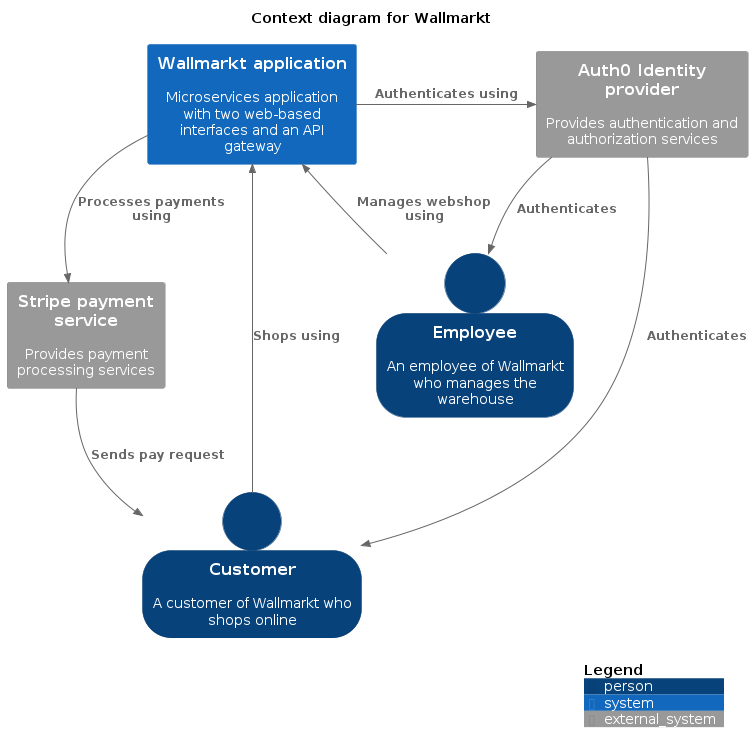 Context diagram for Wallmarkt
Wallmarkt application
Microservices application
with two web-based
interfaces and an API
gateway
Auth0 Identity
provider
Provides authentication and
authorization services
Authenticates using
Processes payments
using
Manages webshop
using
Authenticates
Stripe payment
service
Provides payment
processing services
Shops using
Employee
An employee of Wallmarkt
who manages the
warehouse
Authenticates
Sends pay request
Customer
A customer of Wallmarkt who
shops online
Legend
person
system
external_system